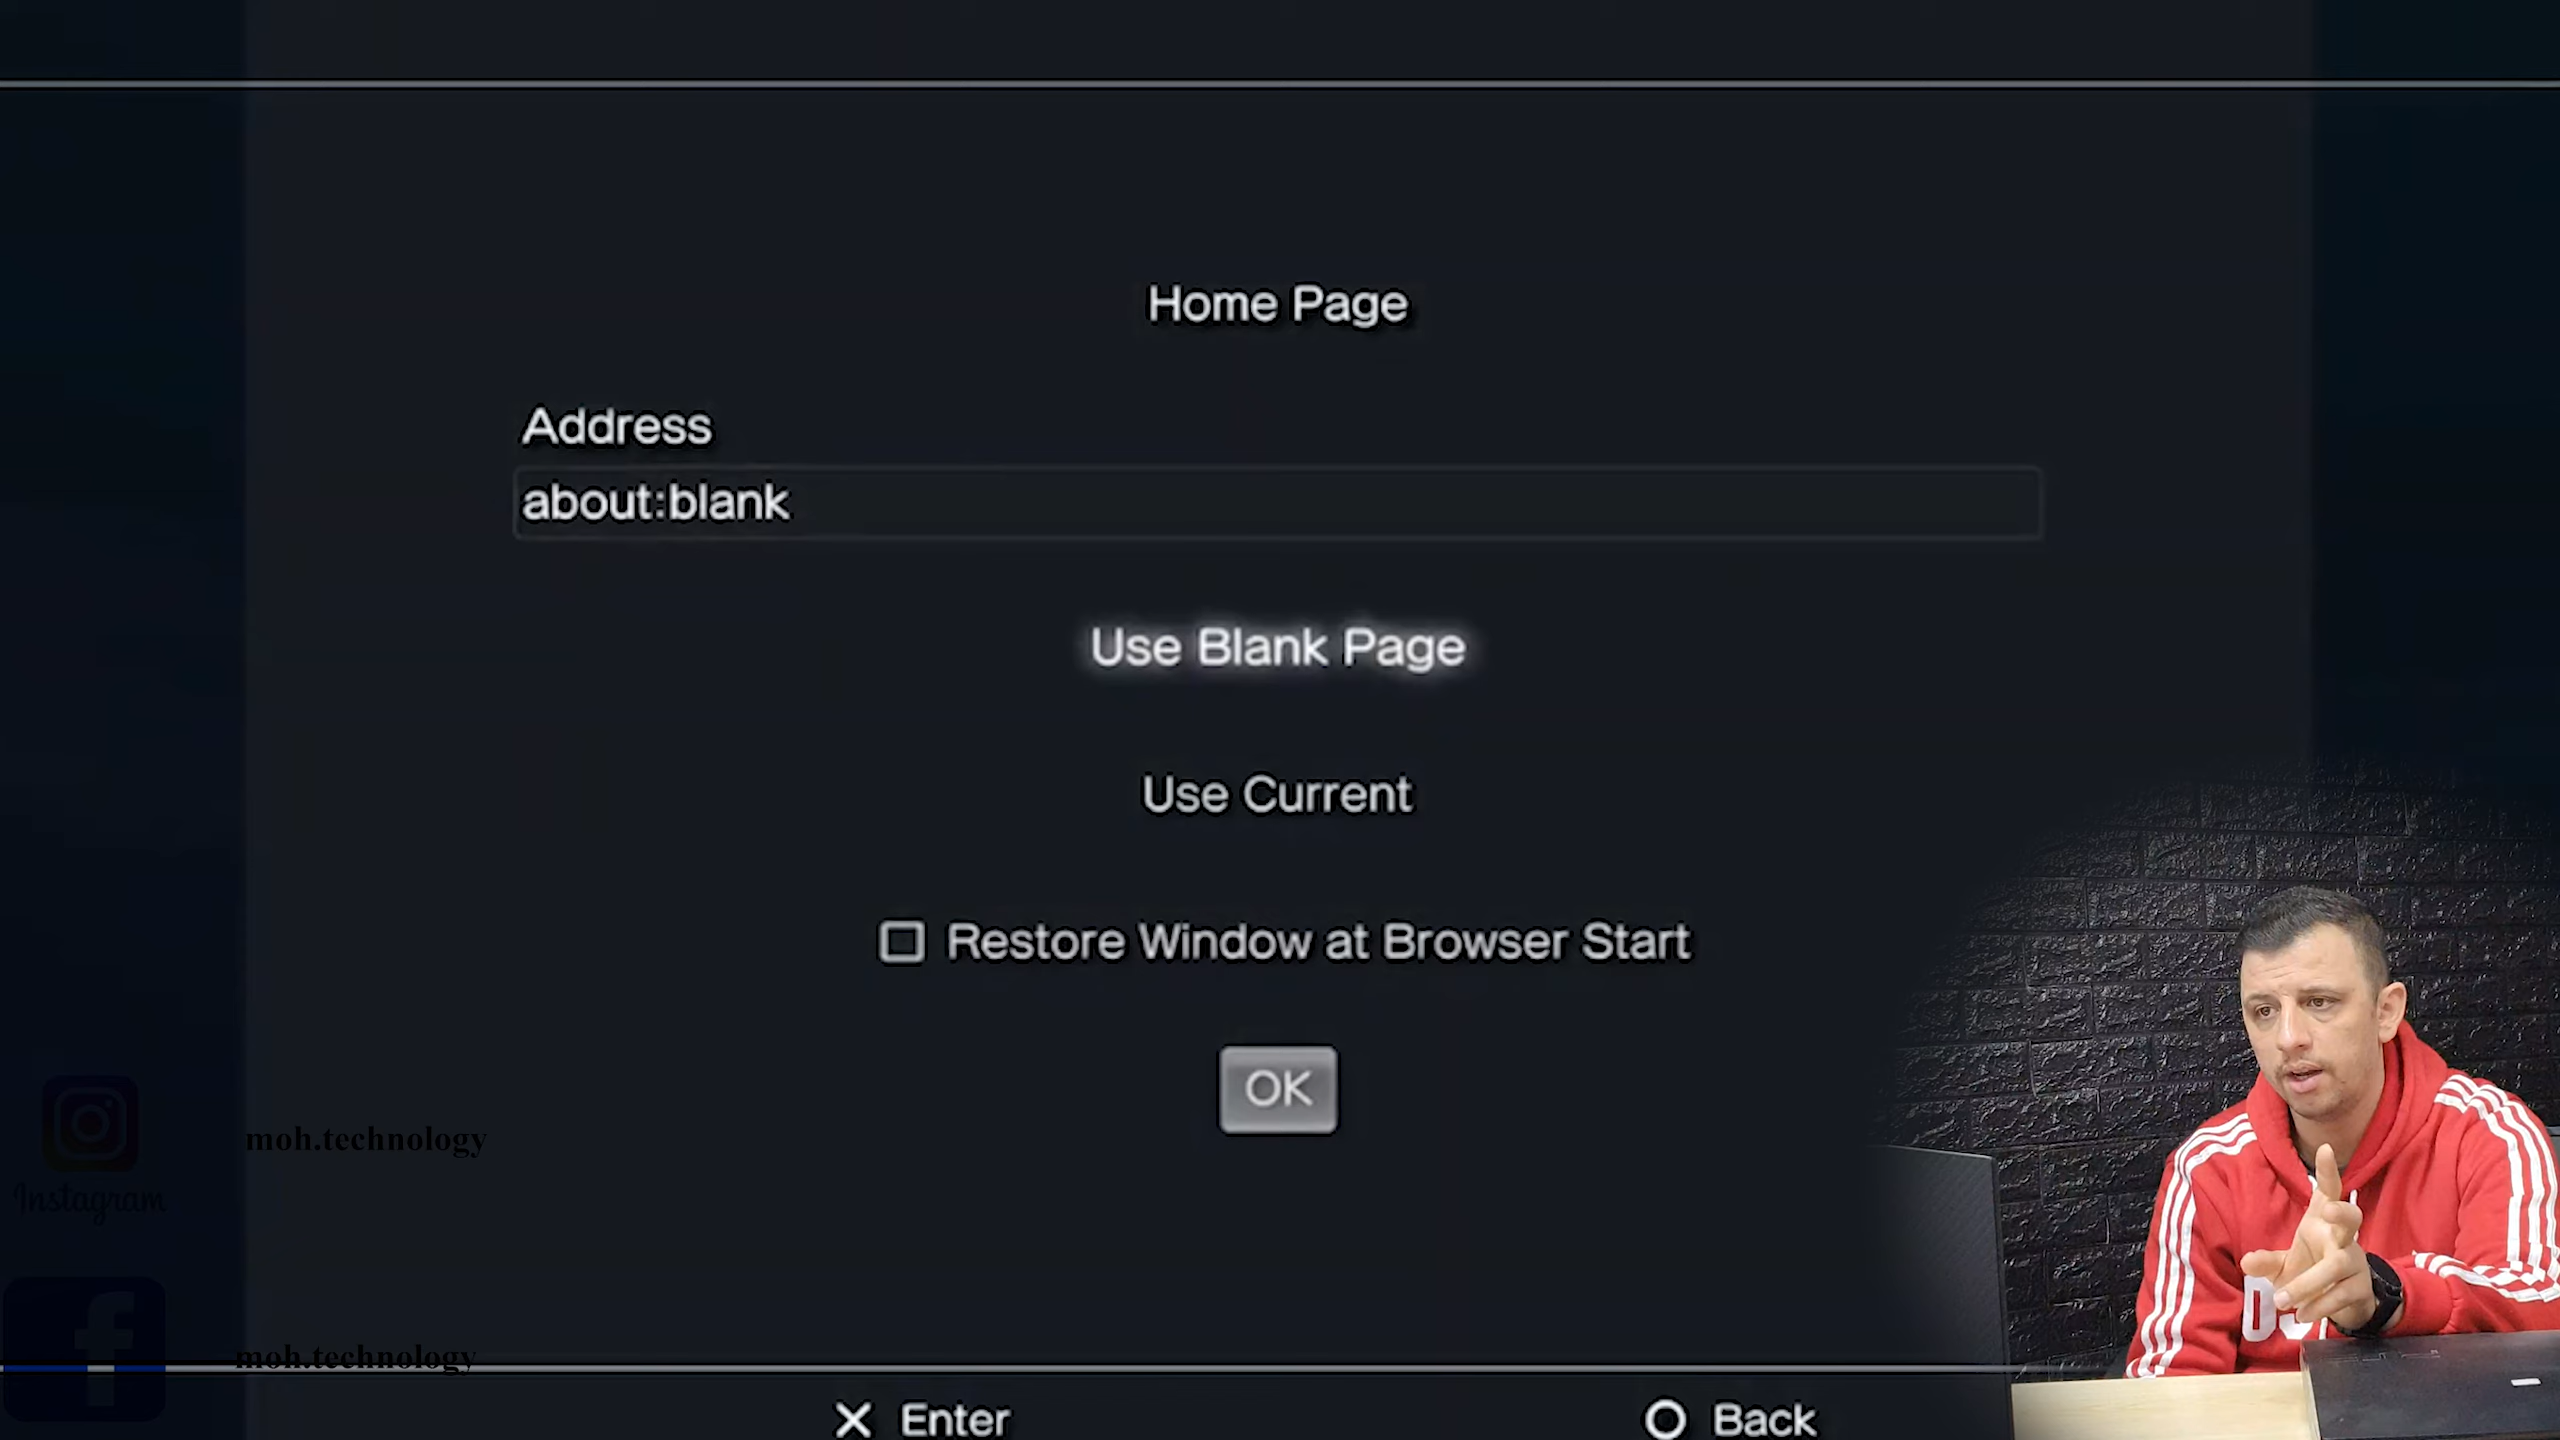 Home Page
Address
about:blank
Use Blank Page
Use Current
Restore Window at Browser Start
OK
moh.technology
Instagram
moh.technology
X Enter
O Back